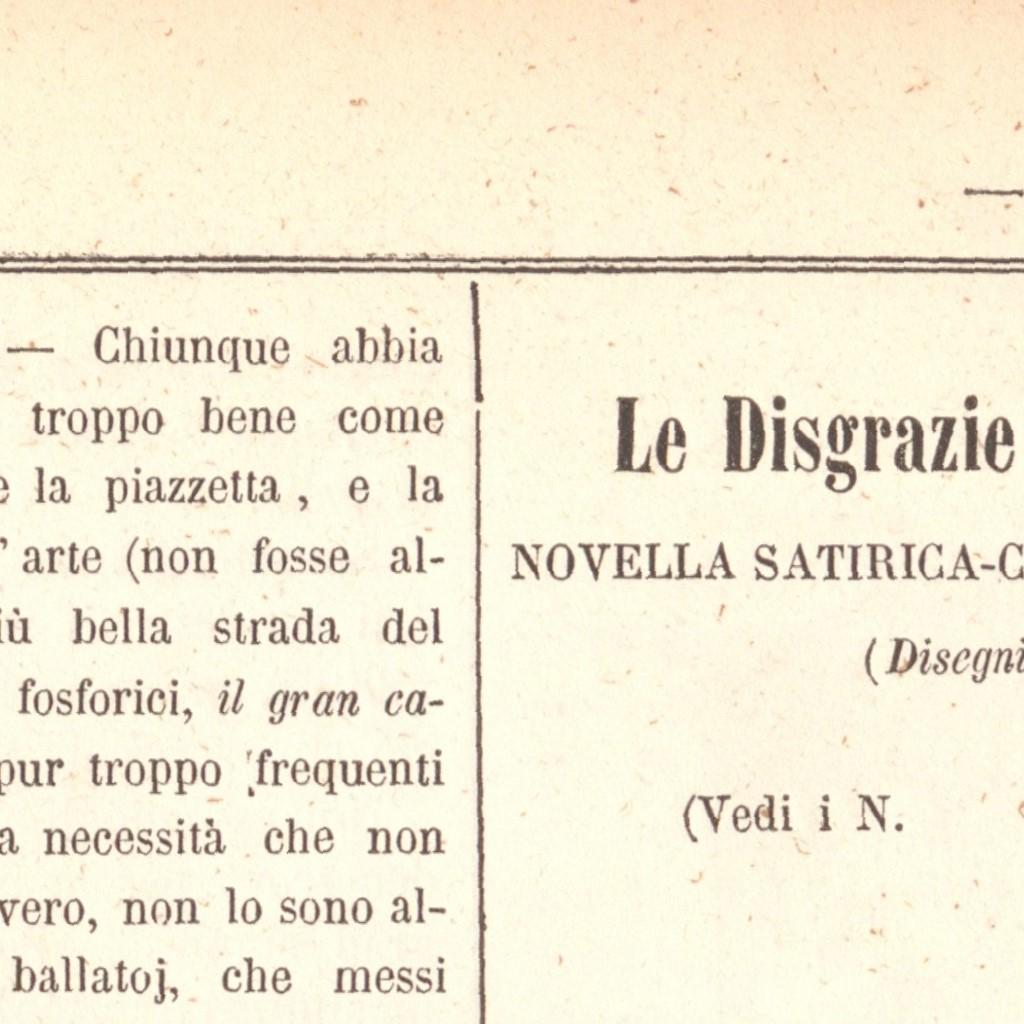 — Chiunque abbia
troppo bene come
e la piazzetta, e la
' arte (non fosse al-
iù bella strada del
fosforici, il gran ca-
pur troppo frequenti
a necessità che non
vero, non lo sono al-
ballatoj, che messi
Le Disgrazie
NOVELLA SATIRICA-C
(Disegni
(Vedi i N.